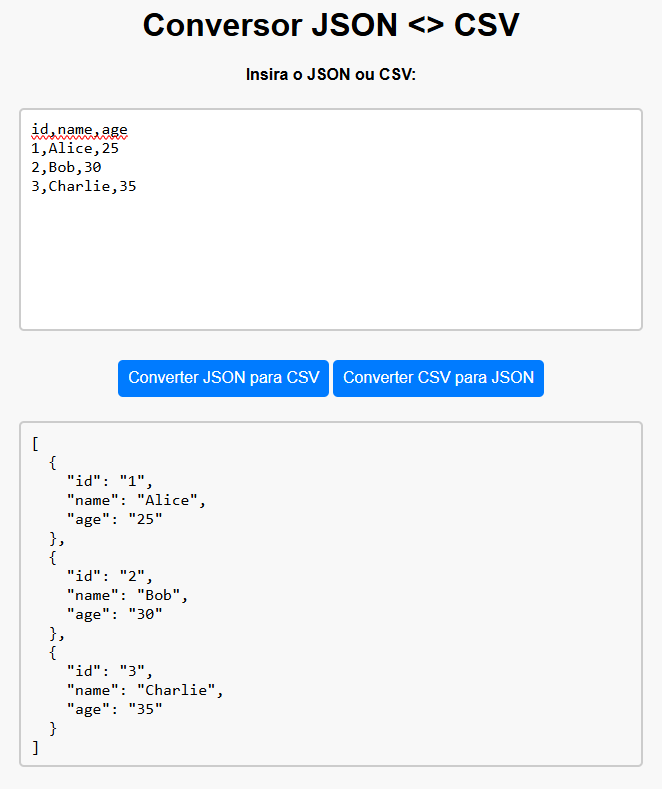 Conversor JSON <> CSV
Insira o JSON ou CSV:
id,name,age
1,Alice,25
2,Bob,30
3,Charlie,35
Converter JSON para CSV Converter CSV para JSON
[
  {
    "id": "1",
    "name": "Alice",
    "age": "25"
  },
  {
    "id": "2",
    "name": "Bob",
    "age": "30"
  },
  {
    "id": "3",
    "name": "Charlie",
    "age": "35"
  }
]